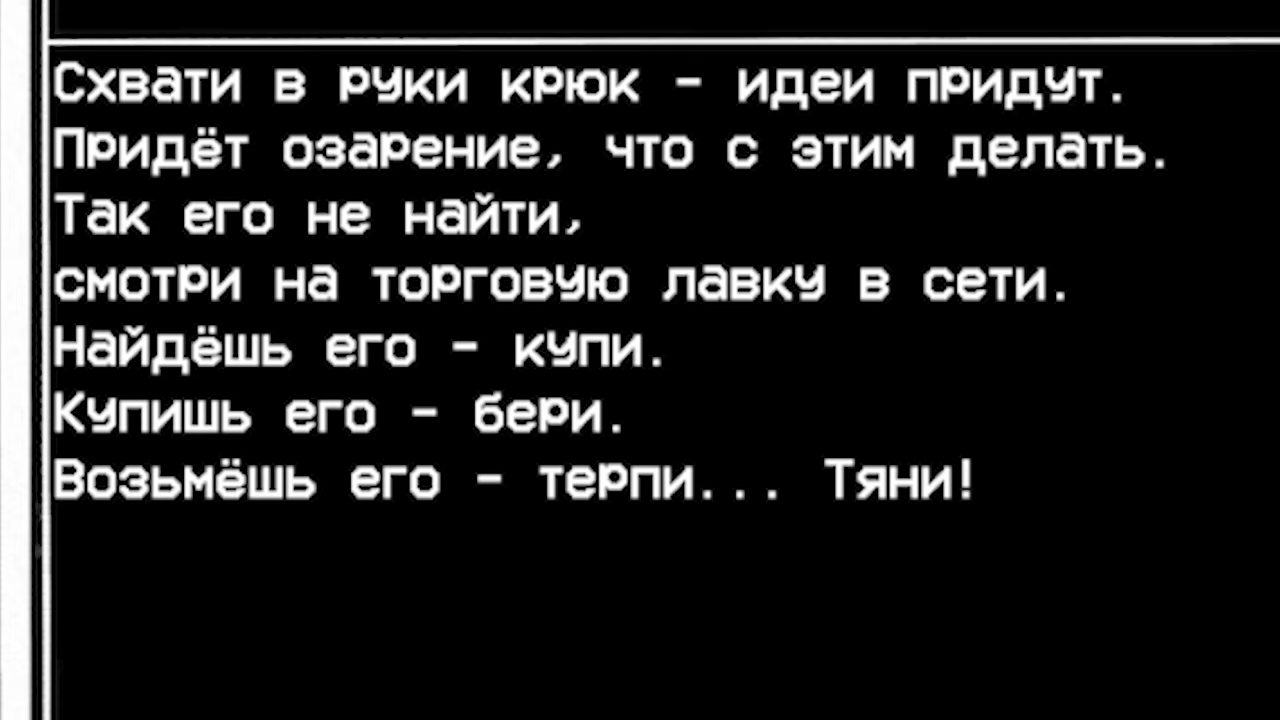 Схвати в руки крюк - идеи придут.
Придёт озарение, что с этим делать.
Так его не найти,
смотри на торговую лавку в сети.
Найдёшь его - купи.
Купишь его - бери.
Возьмёшь его - терпи... Тяни!